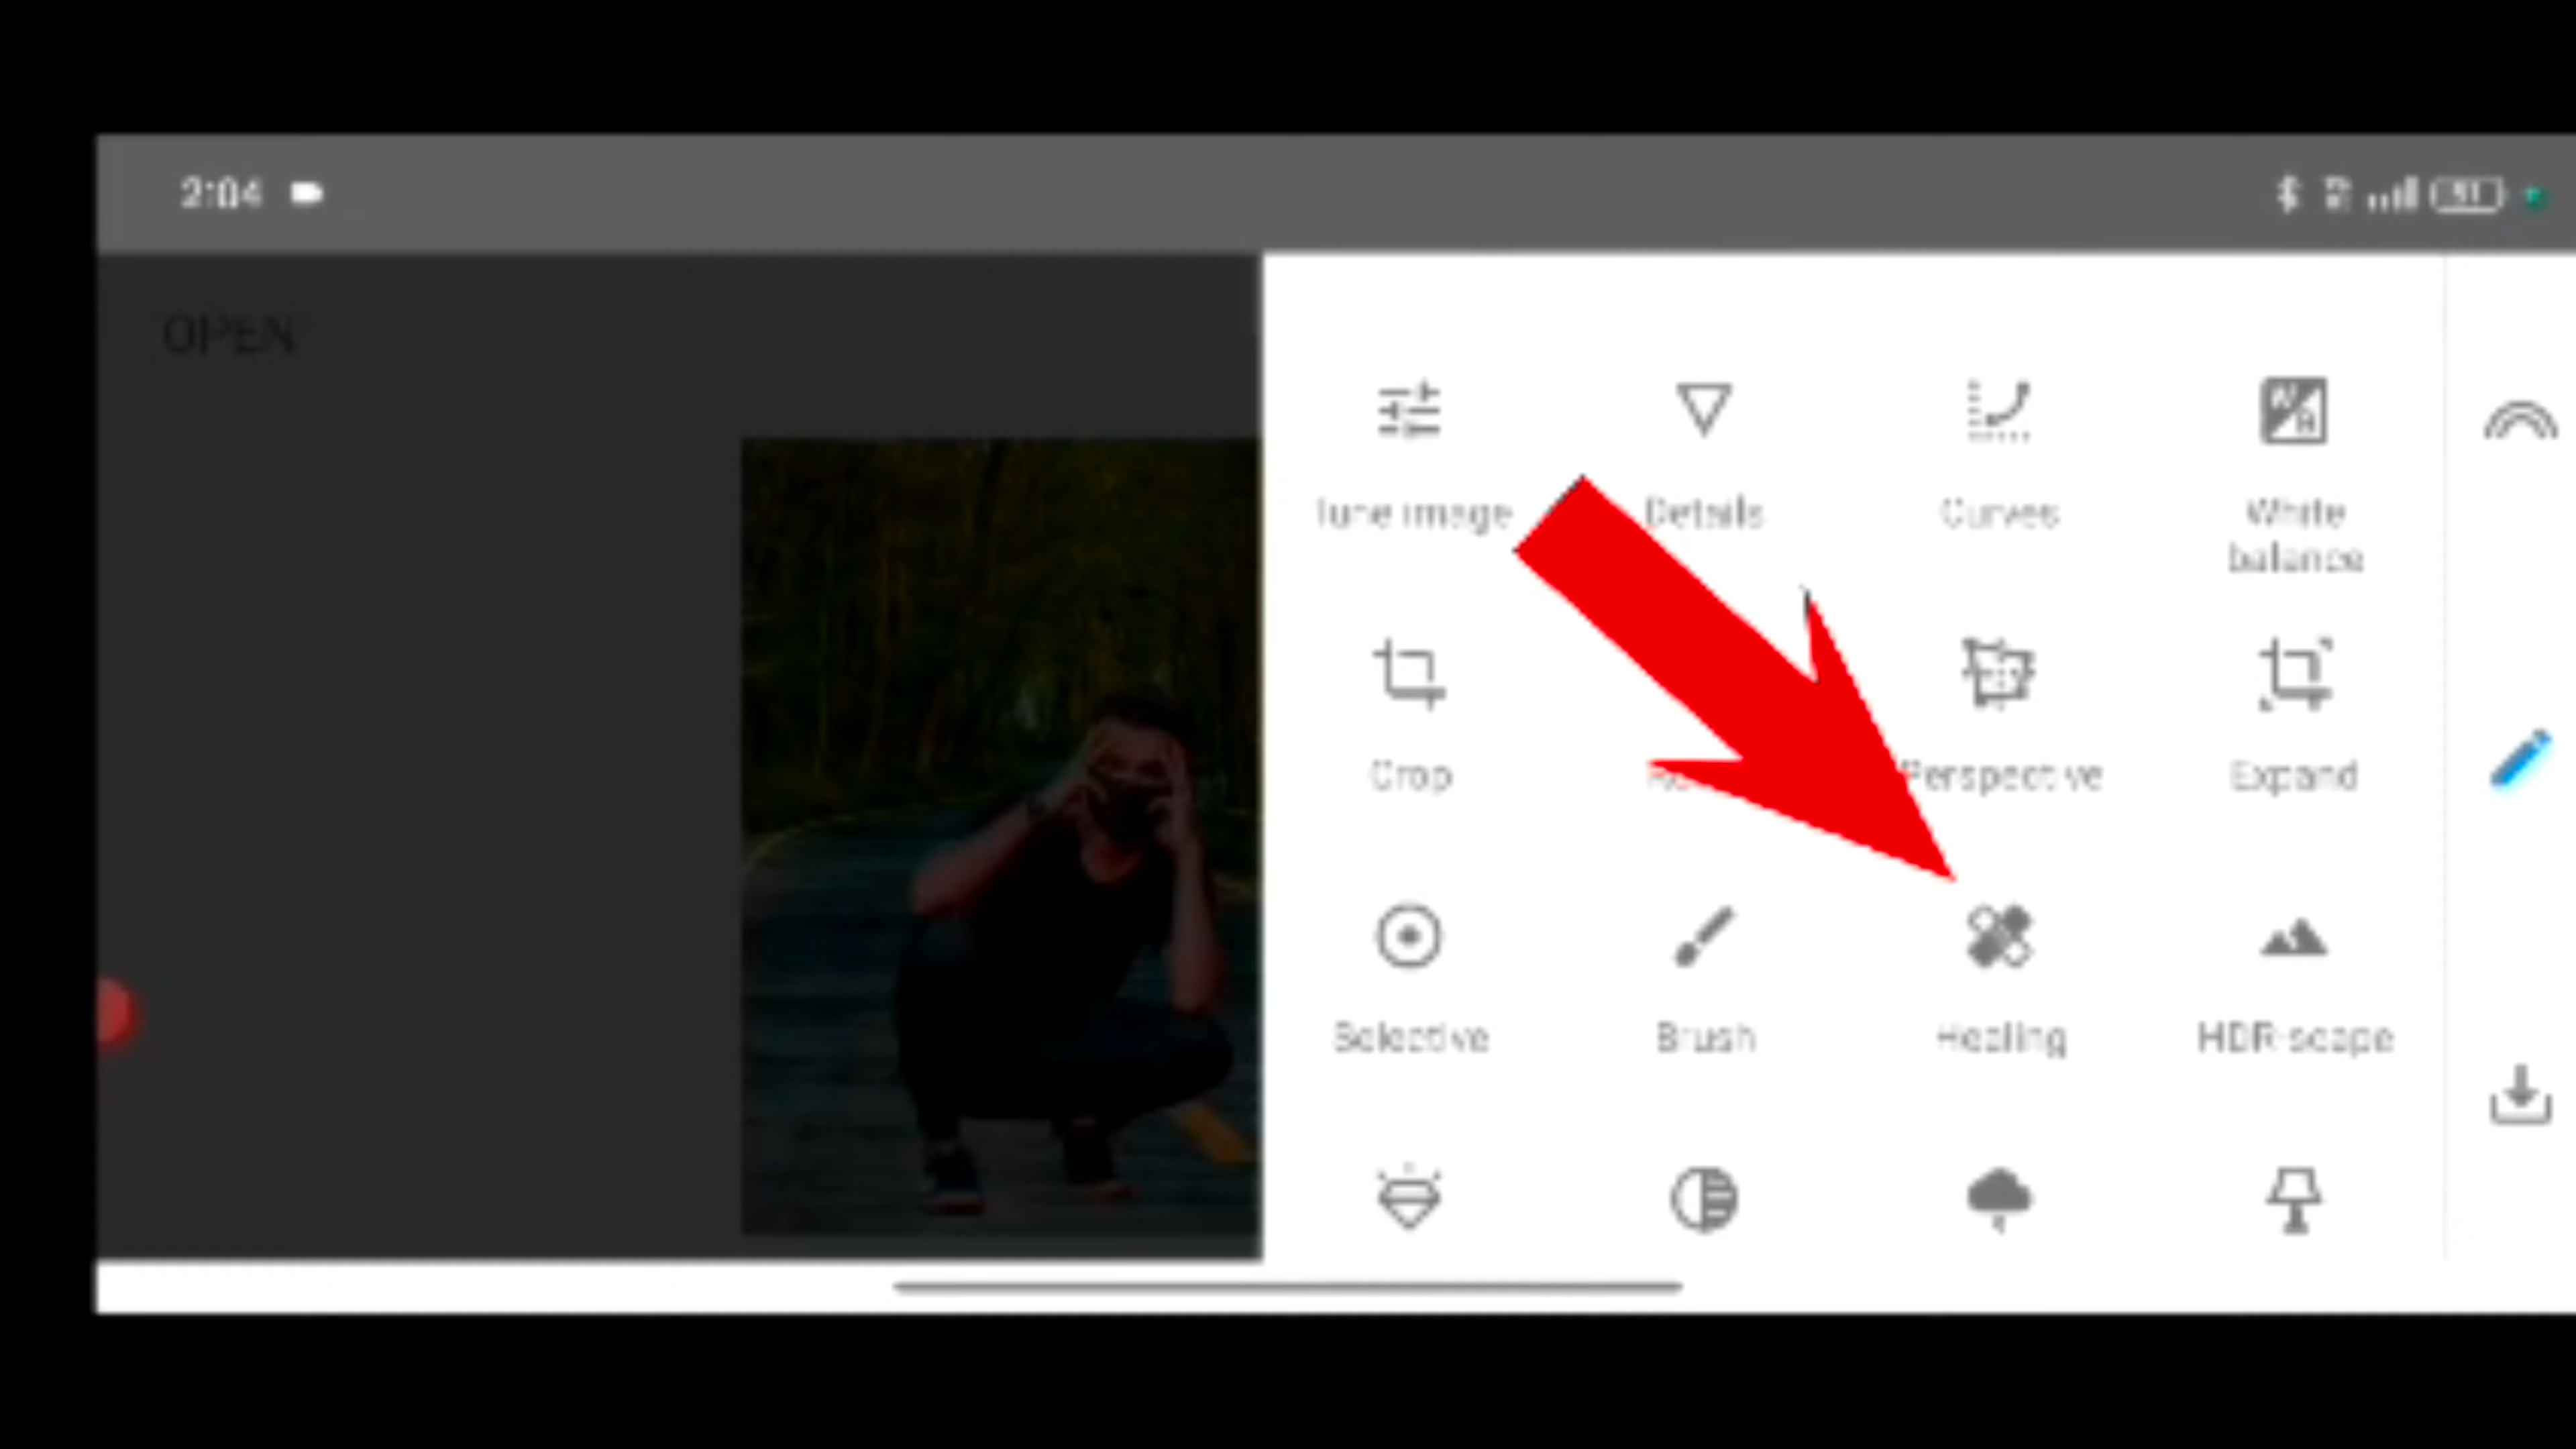 2:04
OPEN
Tune image
Details
Curves
White
balance
Crop
Perspective
Expand
Selective
Brush
Healing
HDR-scape